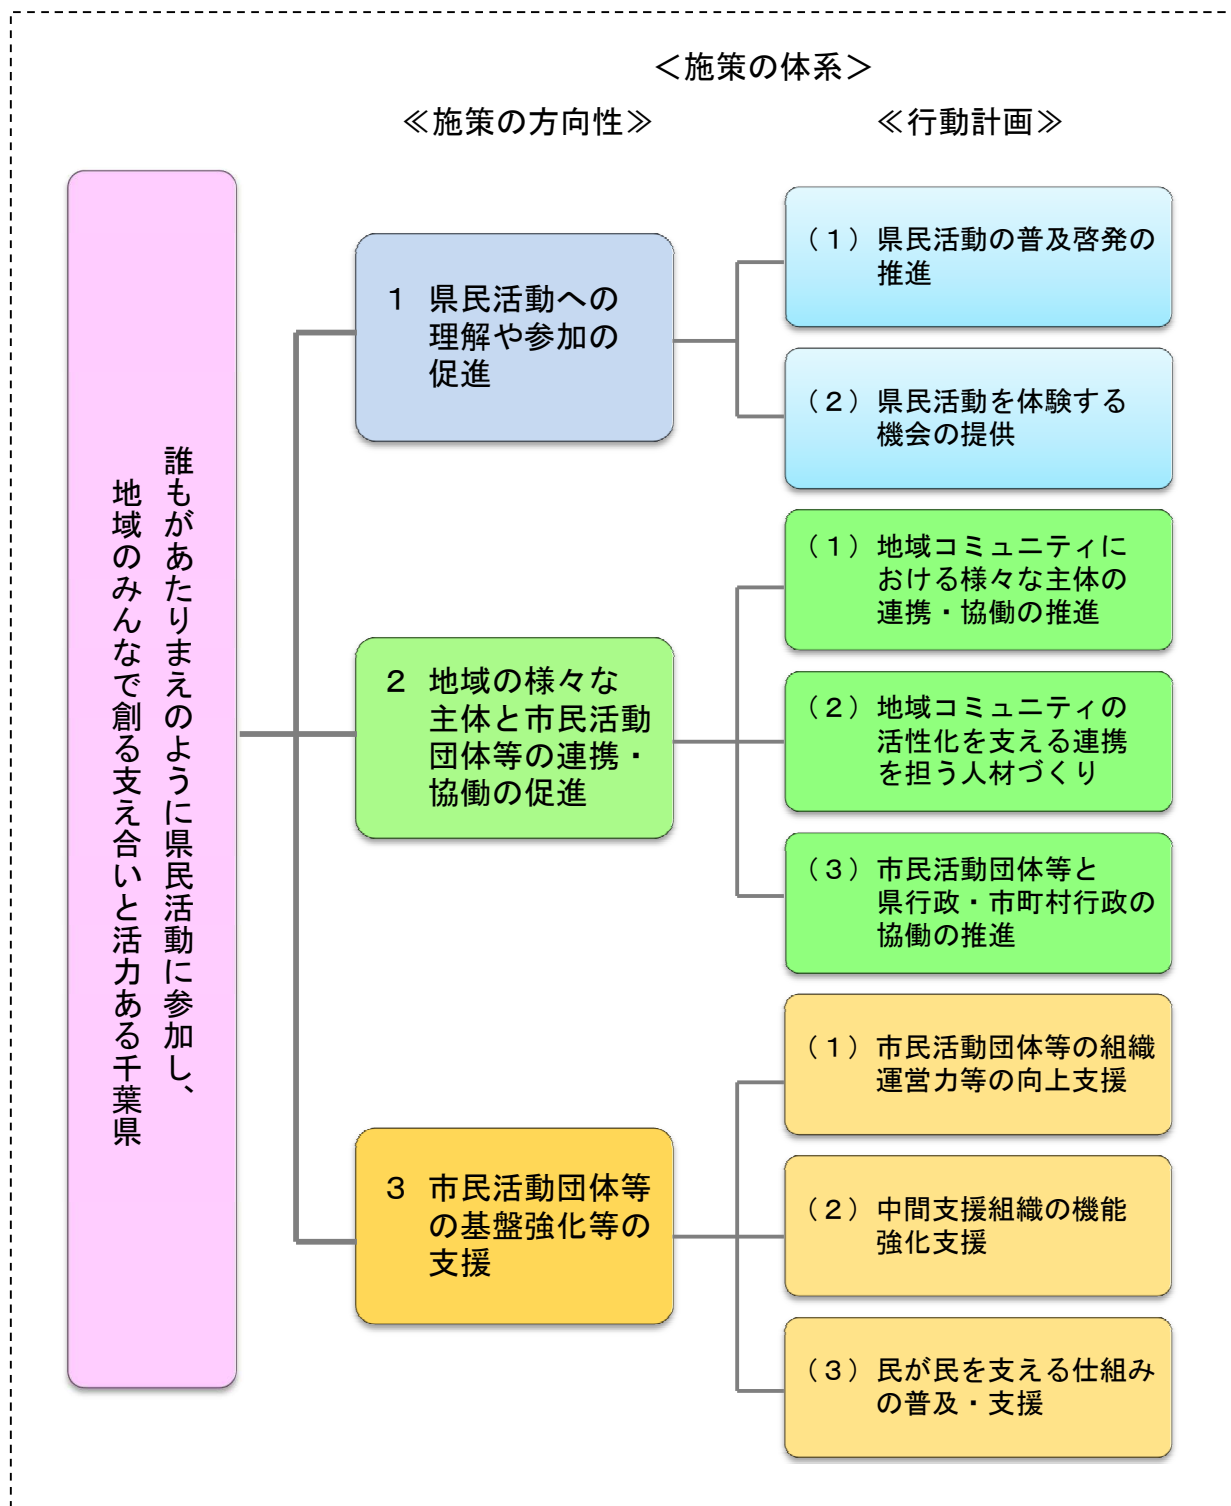 ＜施策の体系＞
≪施策の方向性≫
≪行動計画≫
誰もがあたりまえのように県民活動に参加し、
地域のみんなで創る支え合いと活力ある千葉県
１ 県民活動への
理解や参加の
促進
（１）県民活動の普及啓発の
推進
（２）県民活動を体験する
機会の提供
２ 地域の様々な
主体と市民活動
団体等の連携・
協働の促進
（１）地域コミュニティに
おける様々な主体の
連携・協働の推進
（２）地域コミュニティの
活性化を支える連携
を担う人材づくり
（３）市民活動団体等と
県行政・市町村行政の
協働の推進
３ 市民活動団体等
の基盤強化等の
支援
（１）市民活動団体等の組織
運営力等の向上支援
（２）中間支援組織の機能
強化支援
（３）民が民を支える仕組み
の普及・支援